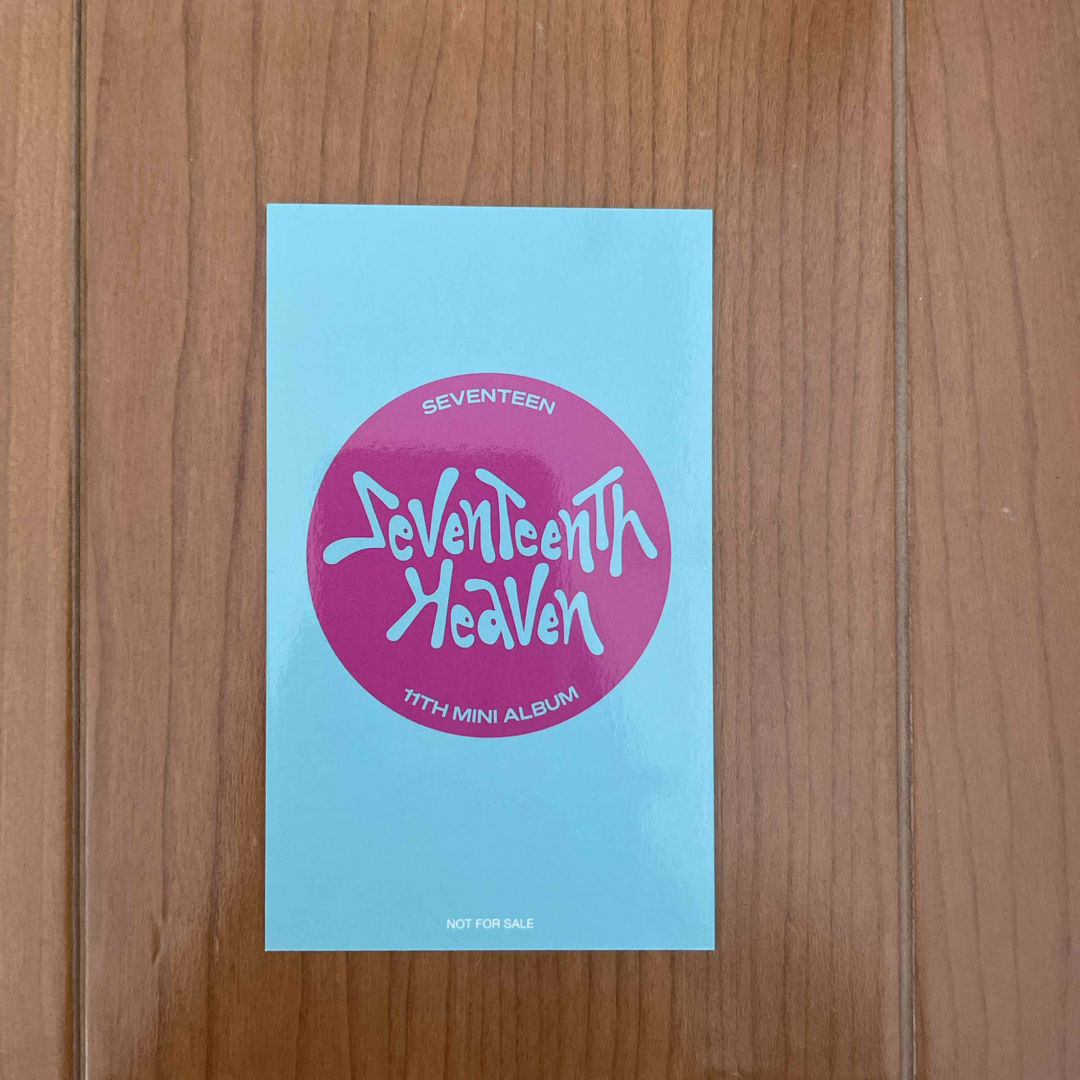 SEVENTEEN
SevenTeenTh
Heaven
11TH MINI ALBUM
NOT FOR SALE